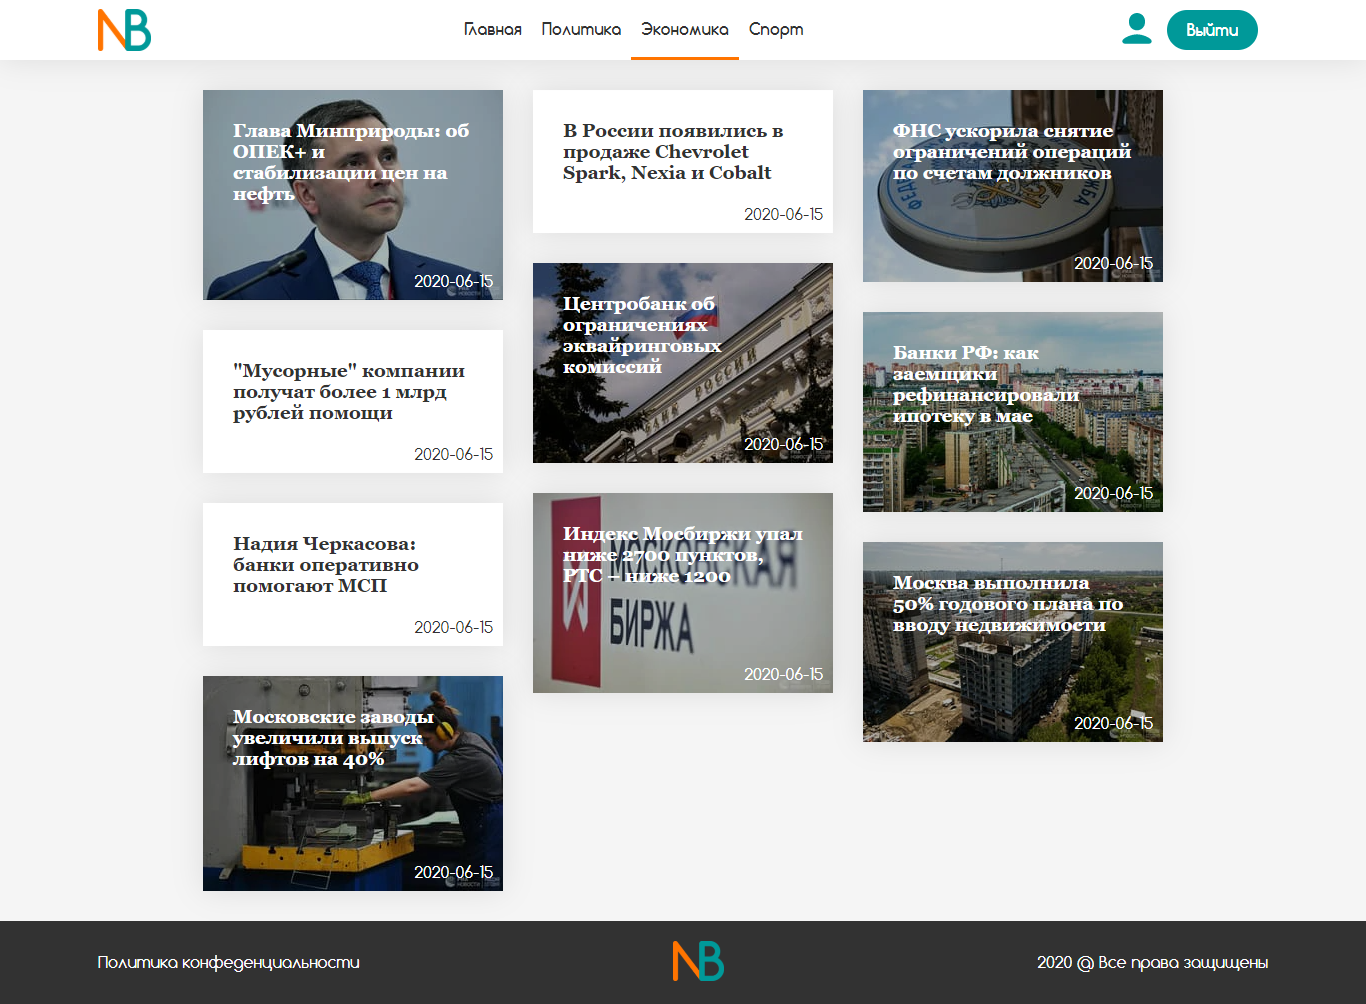 NB
Главная
Политика
Экономика
Спорт
Выйти
Глава Минприроды: об
ОПЕК+ и
стабилизации цен на
нефть
2020-06-15
"Мусорные" компании
получат более 1 млрд
рублей помощи
2020-06-15
Надия Черкасова:
банки оперативно
помогают МСП
2020-06-15
Московские заводы
увеличили выпуск
лифтов на 40%
2020-06-15
В России появились в
продаже Chevrolet
Spark, Nexia и Cobalt
2020-06-15
Центробанк об
ограничениях
эквайринговых
комиссий
БАНК РОССИИ
2020-06-15
Индекс Мосбиржи упал
ниже 2700 пунктов,
РТС – ниже 1200
МОСКОВСКАЯ
БИРЖА
2020-06-15
ФНС ускорила снятие
ограничений операций
по счетам должников
2020-06-15
Банки РФ: как
заемщики
рефинансировали
ипотеку в мае
2020-06-15
Москва выполнила
50% годового плана по
вводу недвижимости
2020-06-15
Политика конфеденциальности
NB
2020 @ Все права защищены